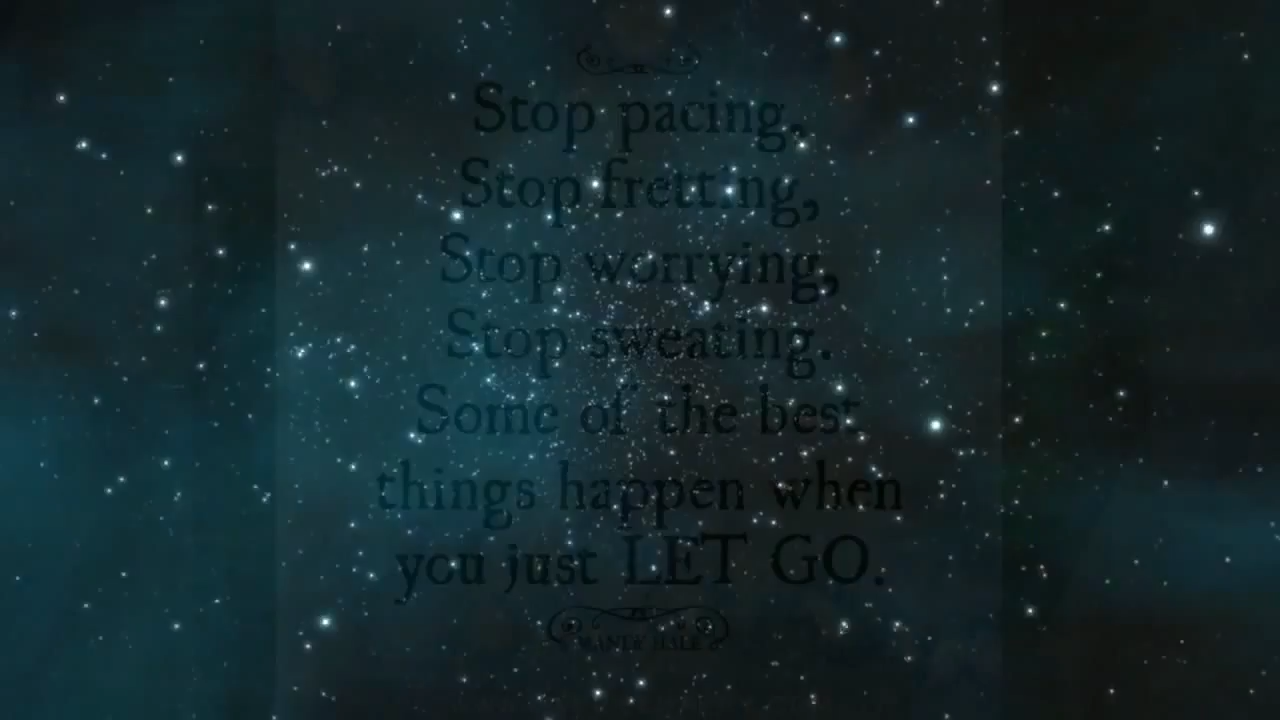 Stop pacing,
Stop fretting,
Stop worrying,
Stop sweating.
Some of the best
things happen when
you just LET GO.
HALE